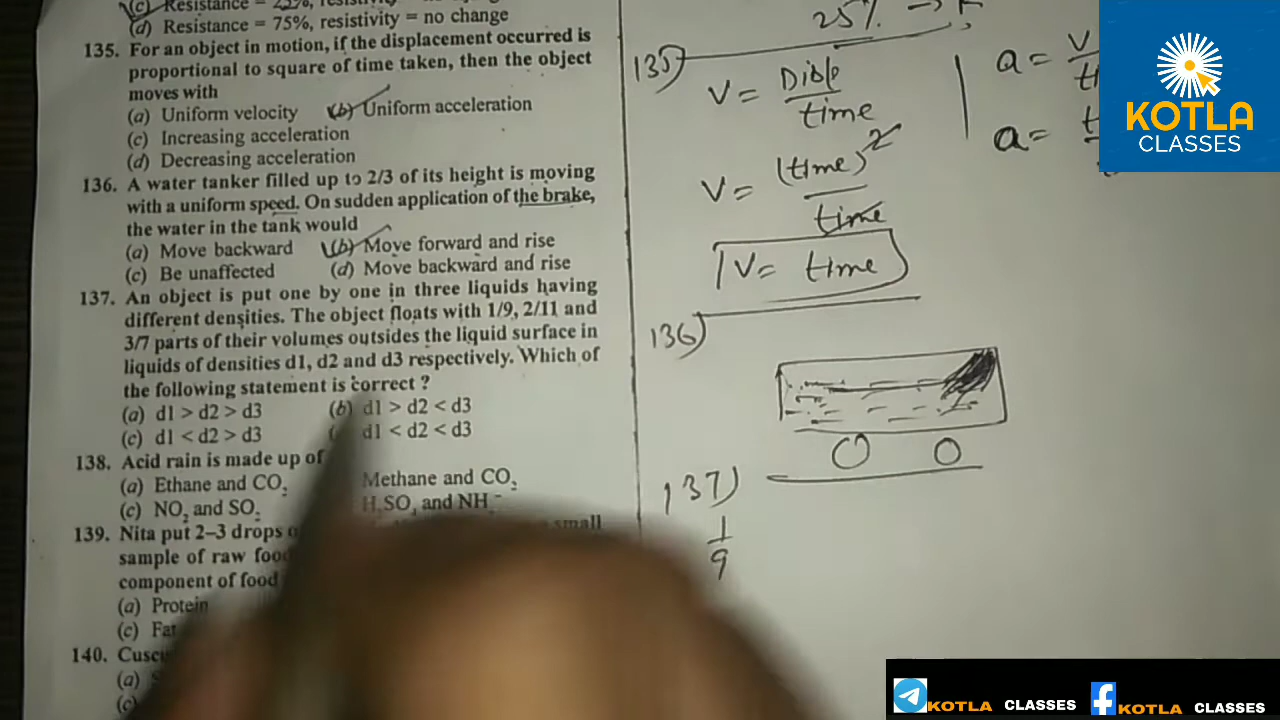 (c) Resistance = 25%,
(d) Resistance = 75%, resistivity = no change
135. For an object in motion, if the displacement occurred is
proportional to square of time taken, then the object
moves with
(a) Uniform velocity (b) Uniform acceleration
(c) Increasing acceleration
(d) Decreasing acceleration
136. A water tanker filled up to 2/3 of its height is moving
with a uniform speed. On sudden application of the brake,
the water in the tank would
(a) Move backward (b) Move forward and rise
(c) Be unaffected (d) Move backward and rise
137. An object is put one by one in three liquids having
different densities. The object floats with 1/9, 2/11 and
3/7 parts of their volumes outsides the liquid surface in
liquids of densities d1, d2 and d3 respectively. Which of
the following statement is correct ?
(a) d1 > d2 > d3 (b) d1 > d2 < d3
(c) d1 < d2 > d3 d1 < d2 < d3
138. Acid rain is made up of
(a) Ethane and CO₂ Methane and CO₂
(c) NO₂ and SO₂ and NH
139. Nita put 2–3 drops small
sample of raw
component of food
(a) Protein
(c) Fat
140.
(a)
(c)
25% →
135)
V = Disp/time
V = (time)²/time
V = time
a = V/
a =
136)
137)
1/9
KOTLA
CLASSES
KOTLA CLASSES
KOTLA CLASSES